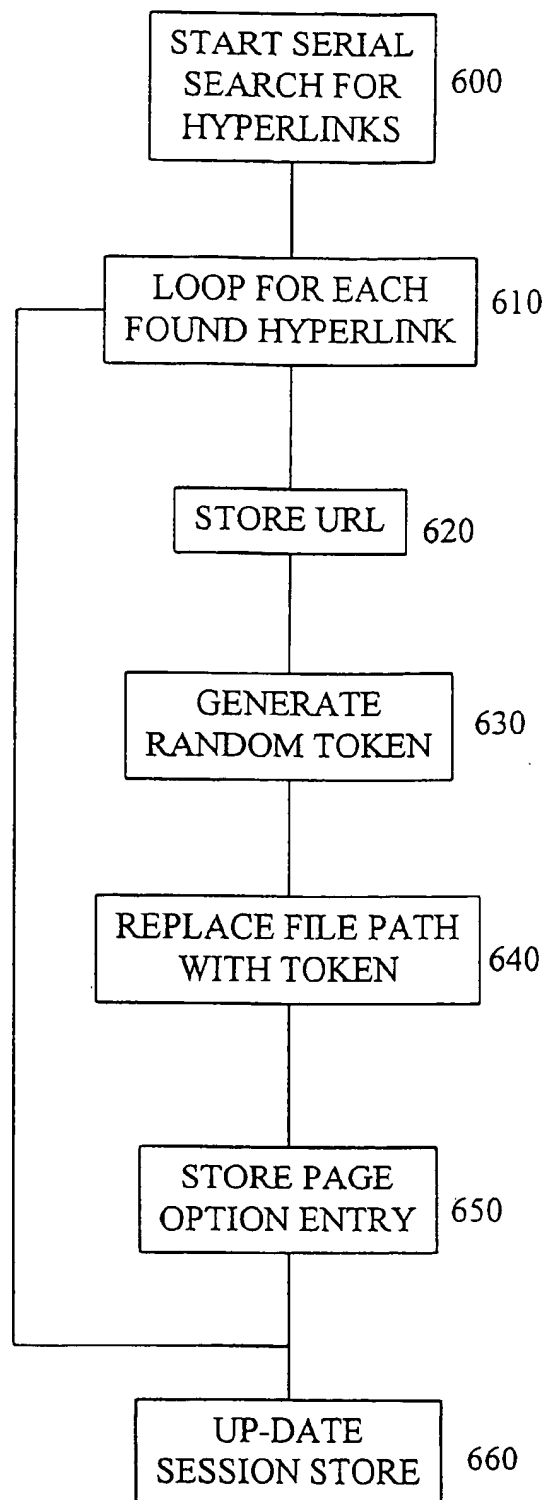 START SERIAL
SEARCH FOR
HYPERLINKS
600
LOOP FOR EACH
FOUND HYPERLINK
610
STORE URL
620
GENERATE
RANDOM TOKEN
630
REPLACE FILE PATH
WITH TOKEN
640
STORE PAGE
OPTION ENTRY
650
UP-DATE
SESSION STORE
660